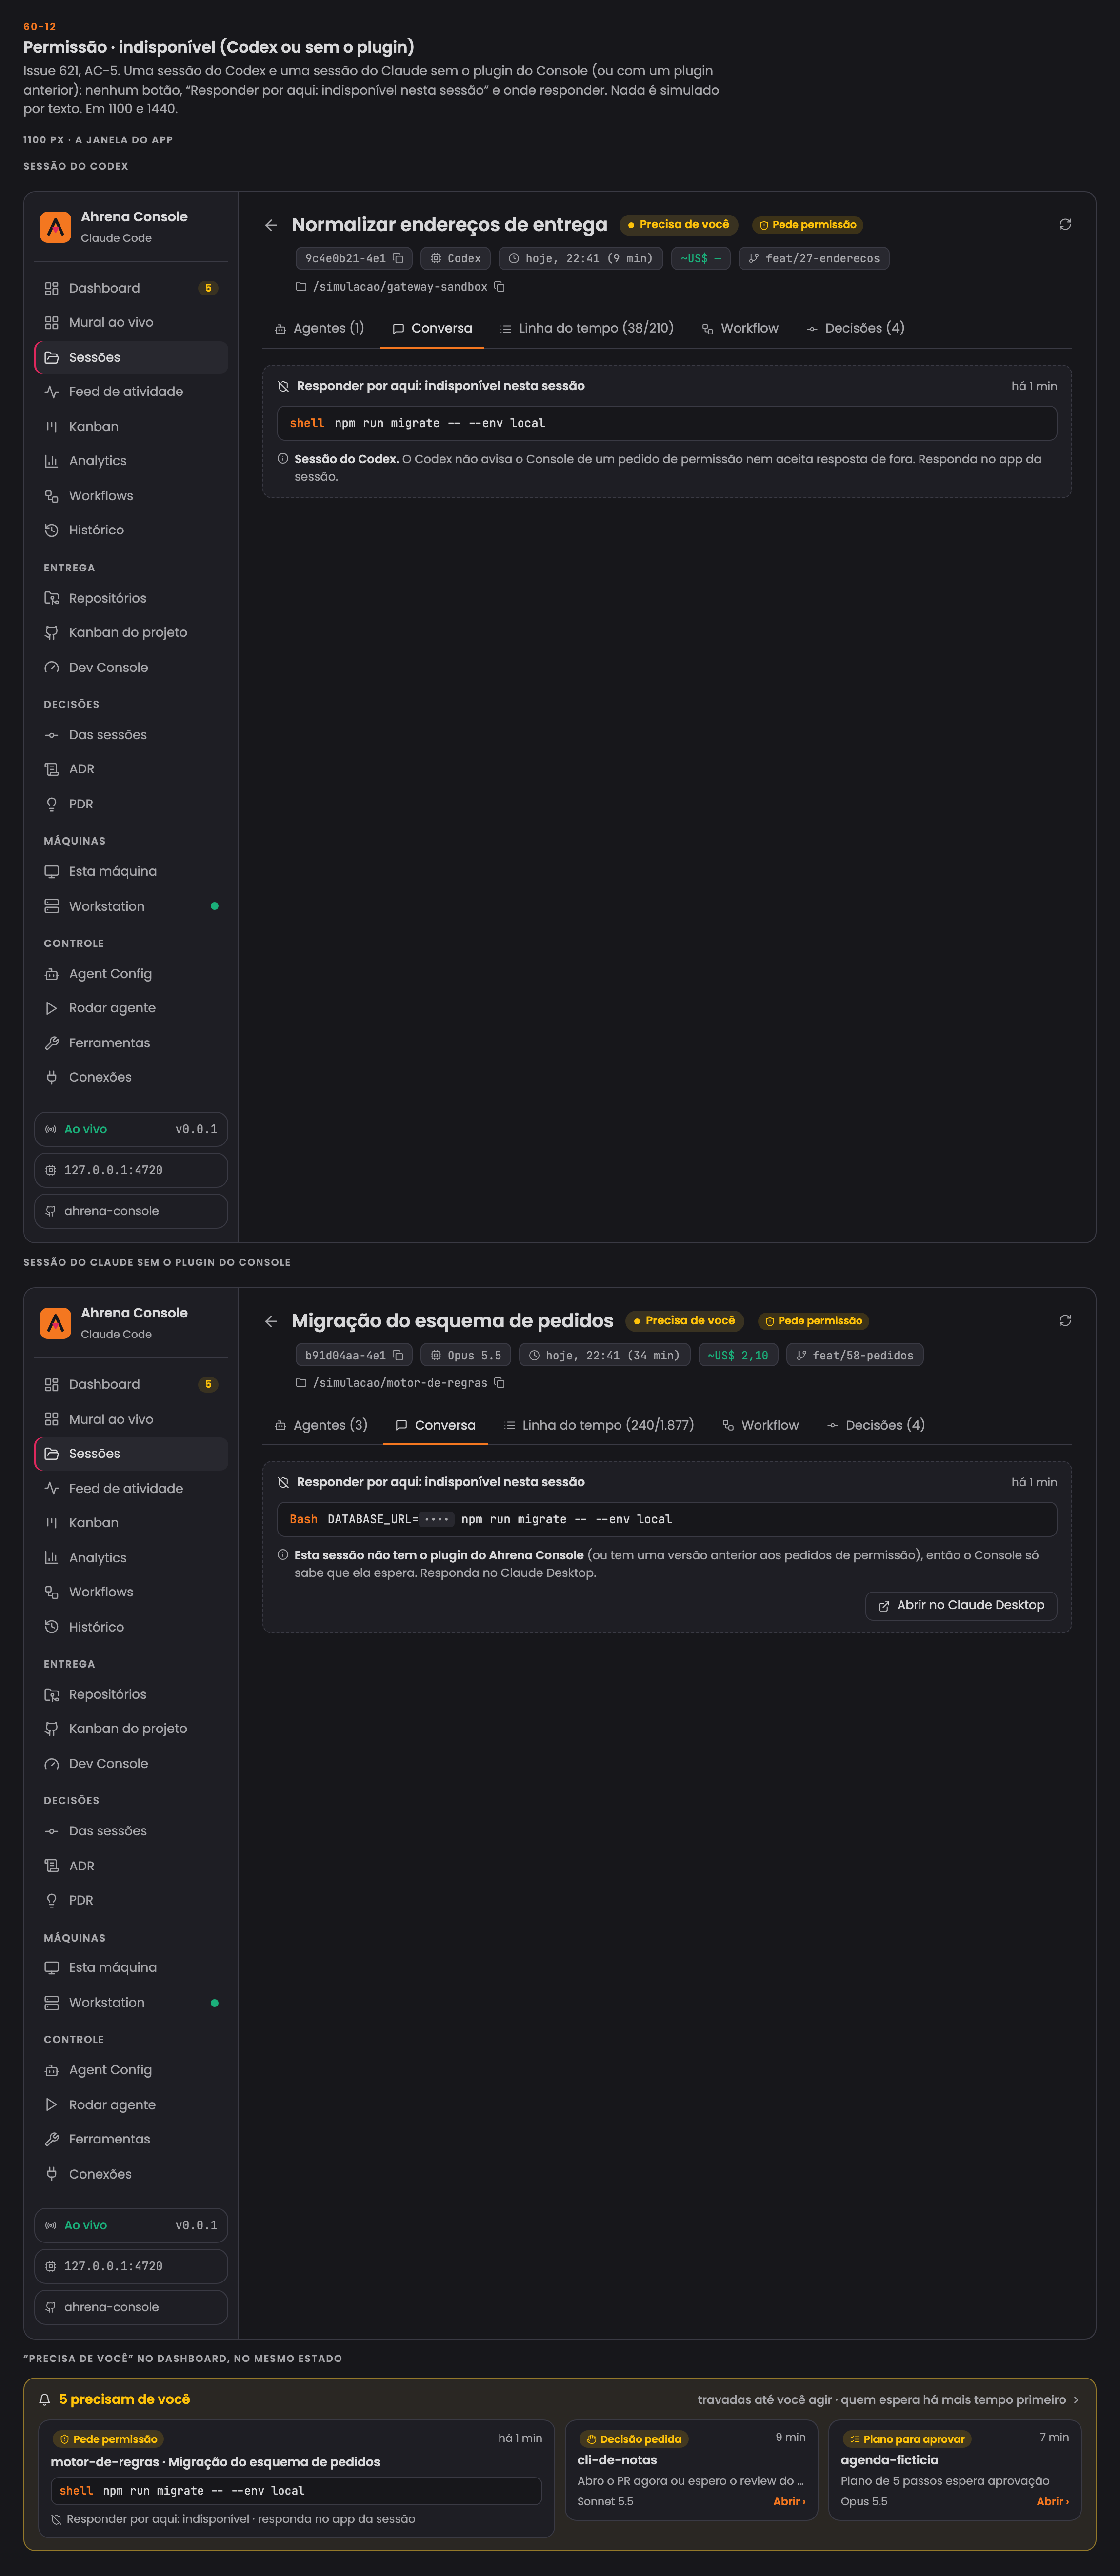 60-12
Permissão · indisponível (Codex ou sem o plugin)
Issue 621, AC-5. Uma sessão do Codex e uma sessão do Claude sem o plugin do Console (ou com um plugin
anterior): nenhum botão, “Responder por aqui: indisponível nesta sessão” e onde responder. Nada é simulado
por texto. Em 1100 e 1440.
1100 PX · A JANELA DO APP
SESSÃO DO CODEX
Ahrena Console
Claude Code
Dashboard 5
Mural ao vivo
Sessões
Feed de atividade
Kanban
Analytics
Workflows
Histórico
ENTREGA
Repositórios
Kanban do projeto
Dev Console
DECISÕES
Das sessões
ADR
PDR
MÁQUINAS
Esta máquina
Workstation
CONTROLE
Agent Config
Rodar agente
Ferramentas
Conexões
Ao vivo v0.0.1
127.0.0.1:4720
ahrena-console
Normalizar endereços de entrega Precisa de você Pede permissão
9c4e0b21-4e1 Codex hoje, 22:41 (9 min) ~US$ — feat/27-enderecos
/simulacao/gateway-sandbox
Agentes (1) Conversa Linha do tempo (38/210) Workflow Decisões (4)
Responder por aqui: indisponível nesta sessão há 1 min
shell npm run migrate -- --env local
Sessão do Codex. O Codex não avisa o Console de um pedido de permissão nem aceita resposta de fora. Responda no app da
sessão.
SESSÃO DO CLAUDE SEM O PLUGIN DO CONSOLE
Ahrena Console
Claude Code
Dashboard 5
Mural ao vivo
Sessões
Feed de atividade
Kanban
Analytics
Workflows
Histórico
ENTREGA
Repositórios
Kanban do projeto
Dev Console
DECISÕES
Das sessões
ADR
PDR
MÁQUINAS
Esta máquina
Workstation
CONTROLE
Agent Config
Rodar agente
Ferramentas
Conexões
Ao vivo v0.0.1
127.0.0.1:4720
ahrena-console
Migração do esquema de pedidos Precisa de você Pede permissão
b91d04aa-4e1 Opus 5.5 hoje, 22:41 (34 min) ~US$ 2,10 feat/58-pedidos
/simulacao/motor-de-regras
Agentes (3) Conversa Linha do tempo (240/1.877) Workflow Decisões (4)
Responder por aqui: indisponível nesta sessão há 1 min
Bash DATABASE_URL=•••• npm run migrate -- --env local
Esta sessão não tem o plugin do Ahrena Console (ou tem uma versão anterior aos pedidos de permissão), então o Console só
sabe que ela espera. Responda no Claude Desktop.
Abrir no Claude Desktop
“PRECISA DE VOCÊ” NO DASHBOARD, NO MESMO ESTADO
5 precisam de você travadas até você agir · quem espera há mais tempo primeiro ›
Pede permissão há 1 min
motor-de-regras · Migração do esquema de pedidos
shell npm run migrate -- --env local
Responder por aqui: indisponível · responda no app da sessão
Decisão pedida 9 min
cli-de-notas
Abro o PR agora ou espero o review do …
Sonnet 5.5 Abrir ›
Plano para aprovar 7 min
agenda-ficticia
Plano de 5 passos espera aprovação
Opus 5.5 Abrir ›